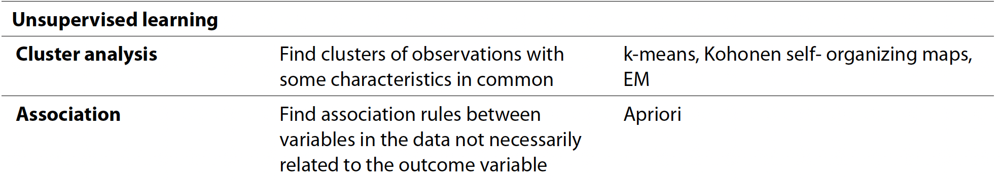 Unsupervised learning
Cluster analysis
Find clusters of observations with
some characteristics in common
k-means, Kohonen self- organizing maps,
EM
Association
Find association rules between
variables in the data not necessarily
related to the outcome variable
Apriori